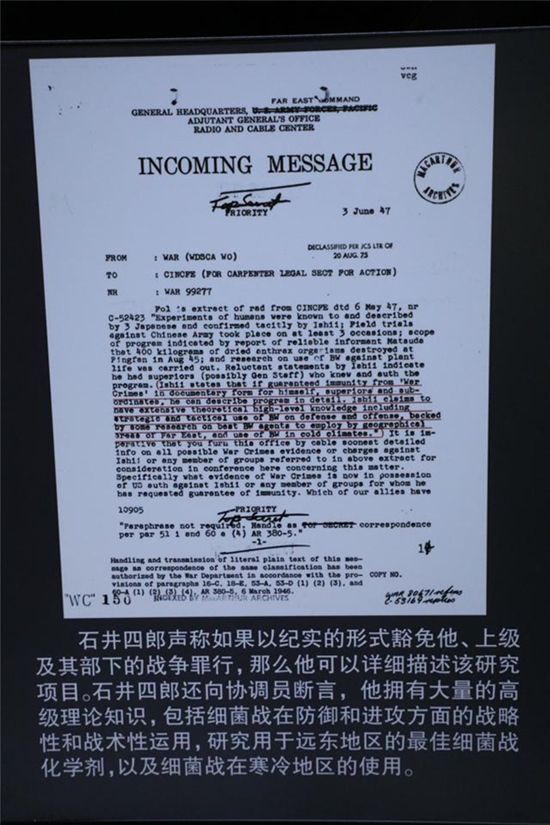 vcg
FAR EAST COMMAND
GENERAL HEADQUARTERS, U. S. ARMY FORCES, PACIFIC
ADJUTANT GENERAL'S OFFICE
RADIO AND CABLE CENTER
INCOMING MESSAGE
MACARTHUR
ARCHIVES
Top Secret
PRIORITY
3 June 47
DECLASSIFIED PER JCS LTR OF
20 AUG. 75
FROM : WAR (WDSCA WO)
TO : CINCFE (FOR CARPENTER LEGAL SECT FOR ACTION)
NR : WAR 99277
Fol is extract of rad from CINCFE dtd 6 May 47, nr
C-52423 "Experiments of humans were known to and described
by 3 Japanese and confirmed tacitly by Ishii; Field trials
against Chinese Army took place on at least 3 occasions; scope
of program indicated by report of reliable informant Matsuda
that 400 kilograms of dried anthrax organisms destroyed at
Pingfan in Aug 45; and research on use of BW against plant
life was carried out. Reluctant statements by Ishii indicate
he had superiors (possibly Gen Staff) who knew and auth the
program. (Ishii states that if guaranteed immunity from 'War
Crimes' in documentary form for himself, superiors and sub-
ordinates, he can describe program in detail. Ishii claims to
have extensive theoretical high-level knowledge including
strategic and tactical use of BW on defense and offense, backed
by some research on best BW agents to employ by geographical
areas of Far East, and use of BW in cold climates.") It is im-
perative that you furn this office by cable soonest detailed
info on all possible War Crimes evidence or charges against
Ishii or any member of groups referred to in above extract for
consideration in conference here concerning this matter.
Specifically what evidence of War Crimes is now in possession
of US auth against Ishii or any member of groups for whom he
has requested guarantee of immunity. Which of our allies have
10905 PRIORITY
Top Secret
"Paraphrase not required. Handle as TOP SECRET correspondence
per par 51 i and 60 a (4) AR 380-5."
-1-
Handling and transmission of literal plain text of this mes-
sage as correspondence of the same classification has been
authorized by the War Department in accordance with the pro-
visions of paragraphs 16-C, 18-E, 53-A, 53-D (1) (2) (3), and COPY NO.
60-A (1) (2) (3) (4), AR 380-5, 6 March 1946.
"WC" 150 INDEXED BY MACARTHUR ARCHIVES
石井四郎声称如果以纪实的形式豁免他、上级
及其部下的战争罪行，那么他可以详细描述该研究
项目。石井四郎还向协调员断言，他拥有大量的高
级理论知识，包括细菌战在防御和进攻方面的战略
性和战术性运用，研究用于远东地区的最佳细菌战
化学剂，以及细菌战在寒冷地区的使用。